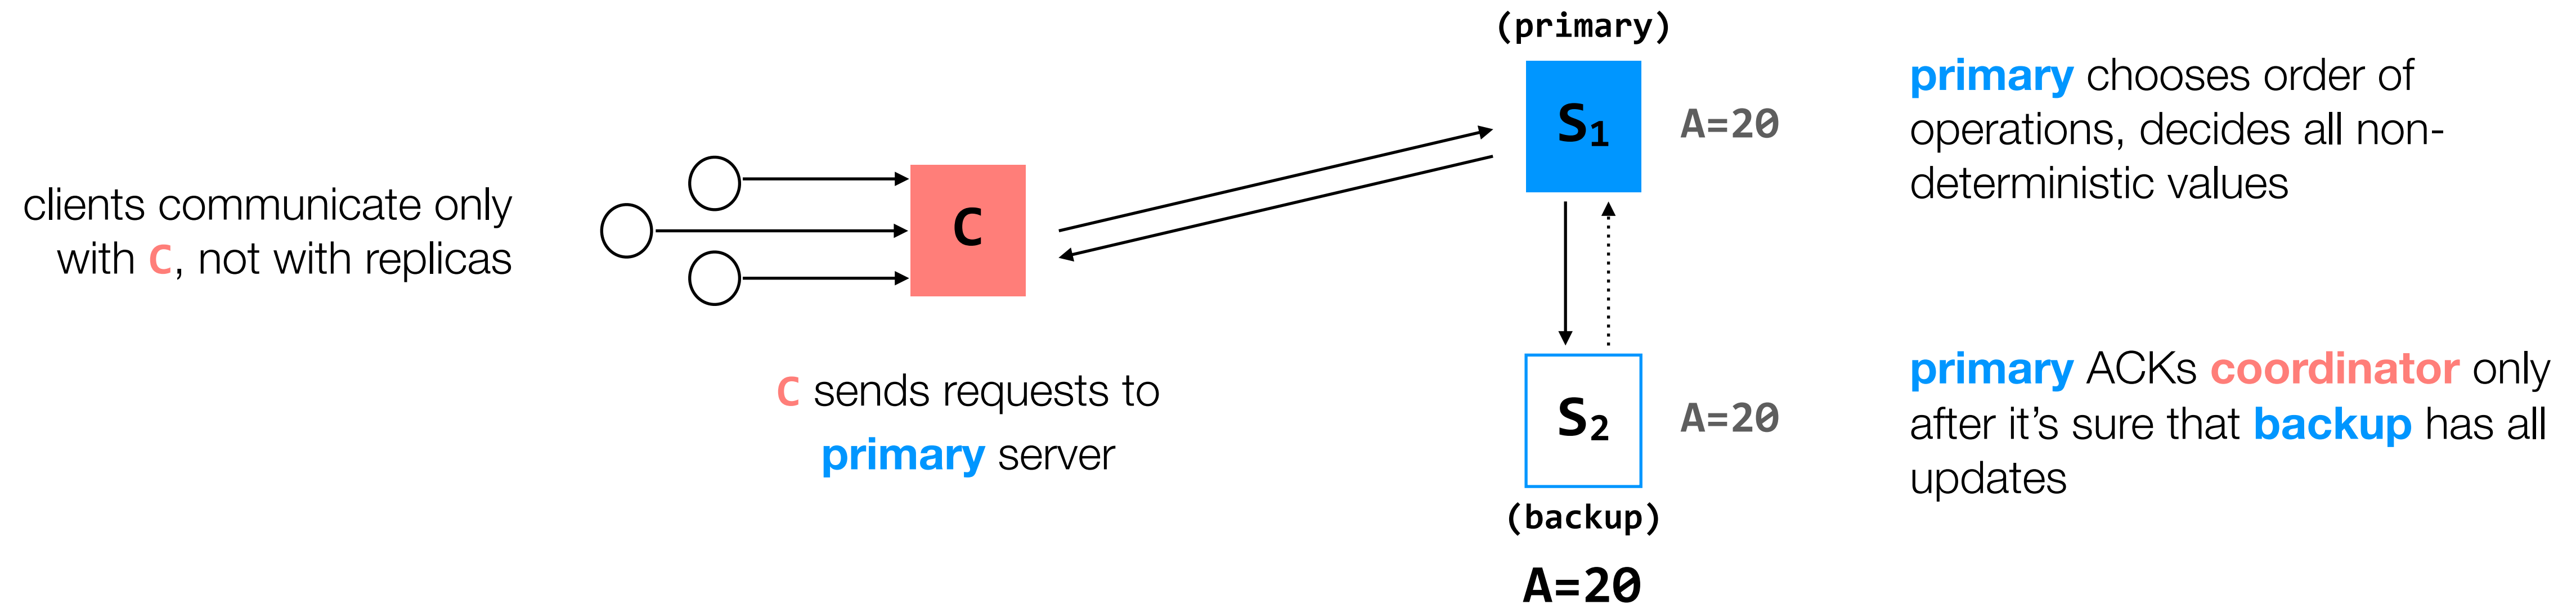 clients communicate only
with C, not with replicas
C
C sends requests to
primary server
(primary)
S₁
A=20
S₂
A=20
(backup)
A=20
primary chooses order of
operations, decides all non-
deterministic values
primary ACKs coordinator only
after it’s sure that backup has all
updates